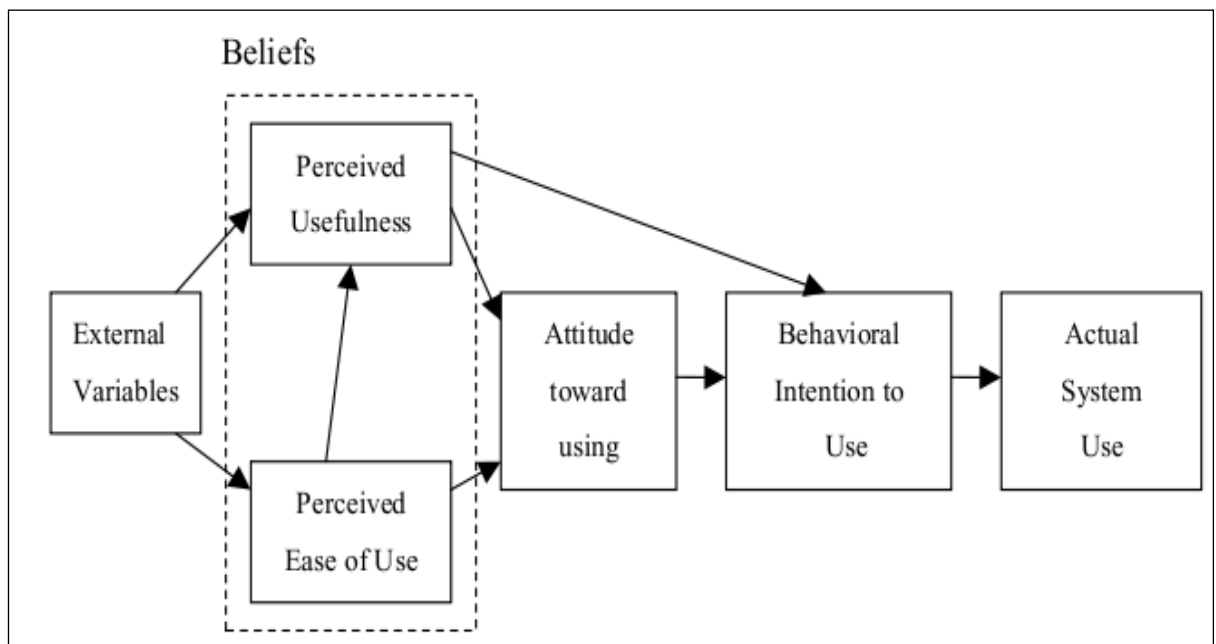 Beliefs
Perceived
Usefulness
External
Variables
Perceived
Ease of Use
Attitude
toward
using
Behavioral
Intention to
Use
Actual
System
Use